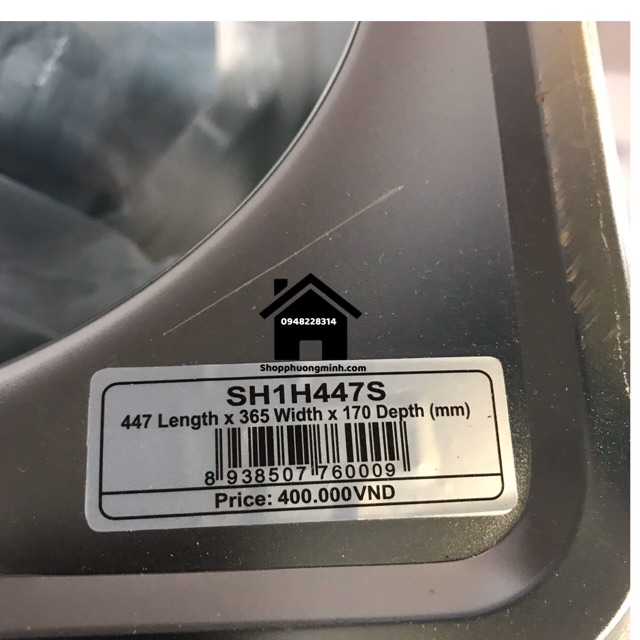 0948228314
Shopphuongminh.com
SH1H447S
447 Length x 365 Width x 170 Depth (mm)
8 938507 760009
Price: 400.000VND